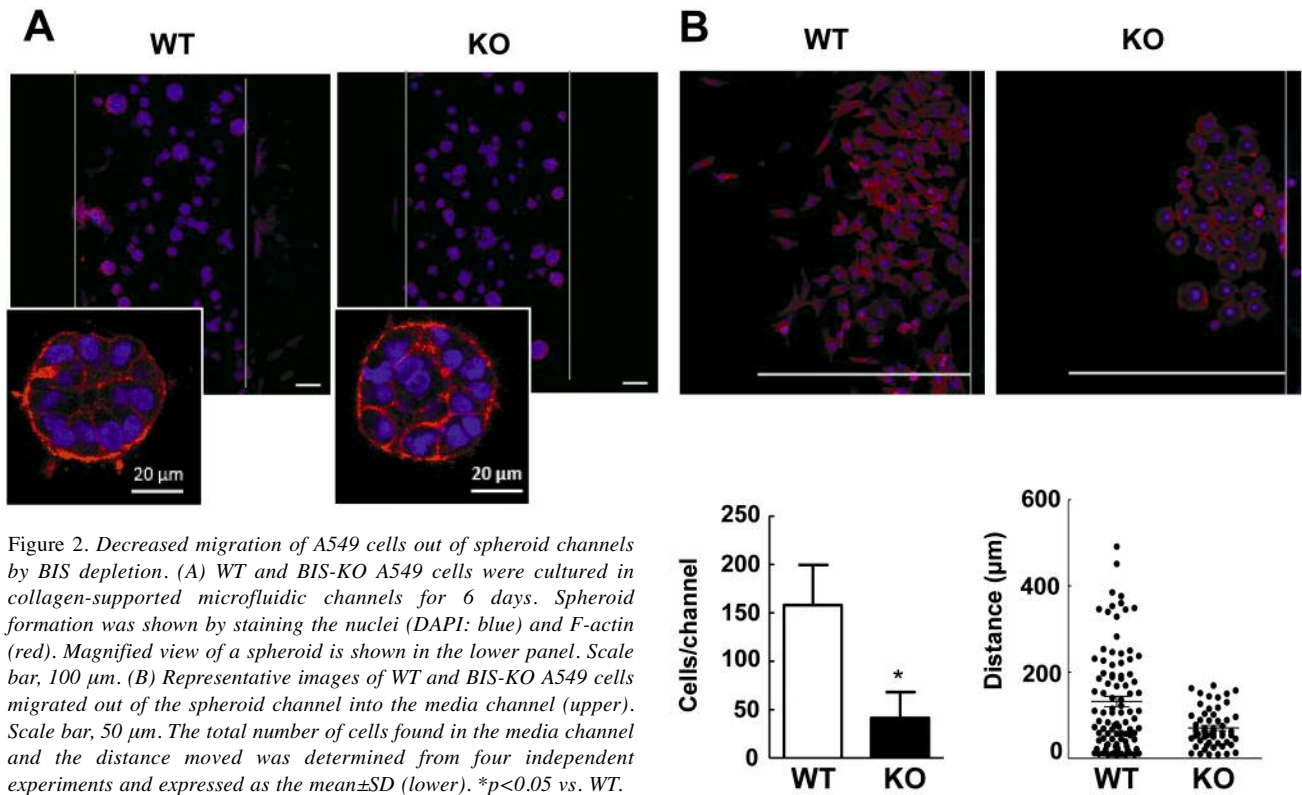 A
WT
KO
20 µm
20 µm
B
WT
KO
Figure 2. Decreased migration of A549 cells out of spheroid channels
by BIS depletion. (A) WT and BIS-KO A549 cells were cultured in
collagen-supported microfluidic channels for 6 days. Spheroid
formation was shown by staining the nuclei (DAPI: blue) and F-actin
(red). Magnified view of a spheroid is shown in the lower panel. Scale
bar, 100 µm. (B) Representative images of WT and BIS-KO A549 cells
migrated out of the spheroid channel into the media channel (upper).
Scale bar, 50 µm. The total number of cells found in the media channel
and the distance moved was determined from four independent
experiments and expressed as the mean±SD (lower). *p<0.05 vs. WT.
Cells/channel
250
200
150
100
50
0
*
WT
KO
Distance (µm)
600
400
200
0
WT
KO